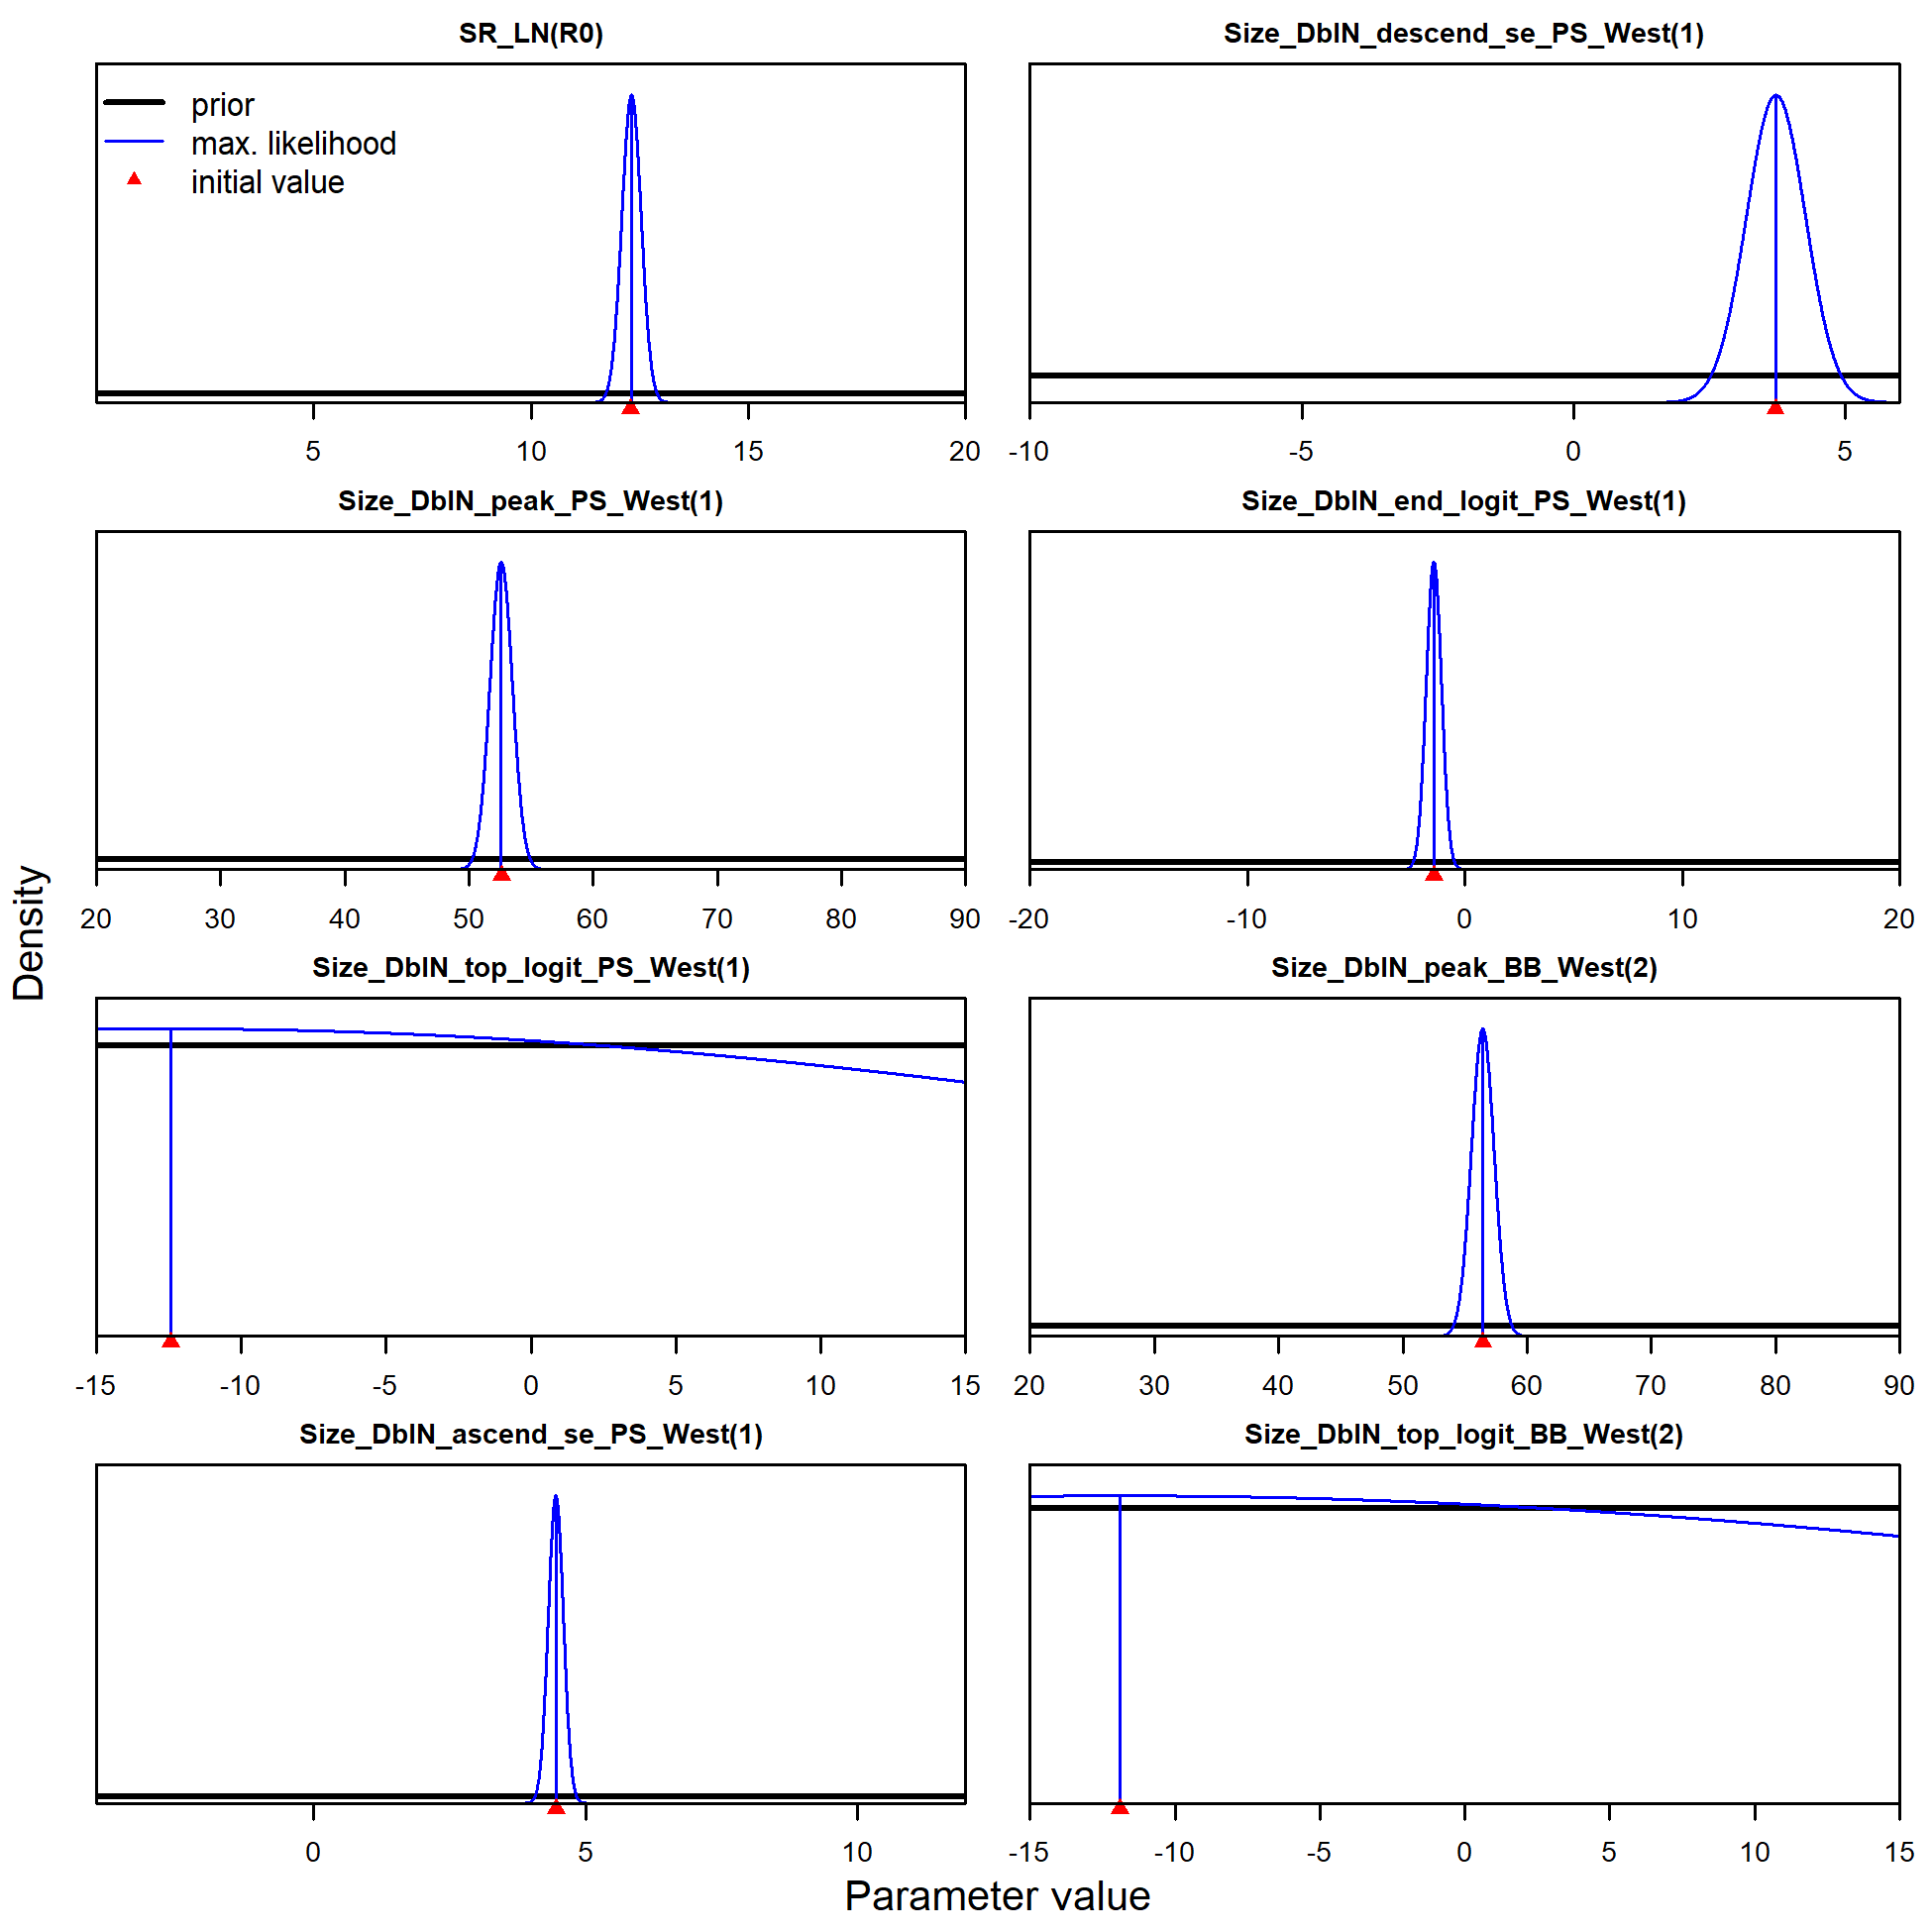 SR_LN(R0)
prior
max. likelihood
initial value
5 10 15 20
Size_DblN_descend_se_PS_West(1)
-10 -5 0 5
Size_DblN_peak_PS_West(1)
20 30 40 50 60 70 80 90
Size_DblN_end_logit_PS_West(1)
-20 -10 0 10 20
Size_DblN_top_logit_PS_West(1)
-15 -10 -5 0 5 10 15
Size_DblN_peak_BB_West(2)
20 30 40 50 60 70 80 90
Size_DblN_ascend_se_PS_West(1)
0 5 10
Size_DblN_top_logit_BB_West(2)
-15 -10 -5 0 5 10 15
Density
Parameter value